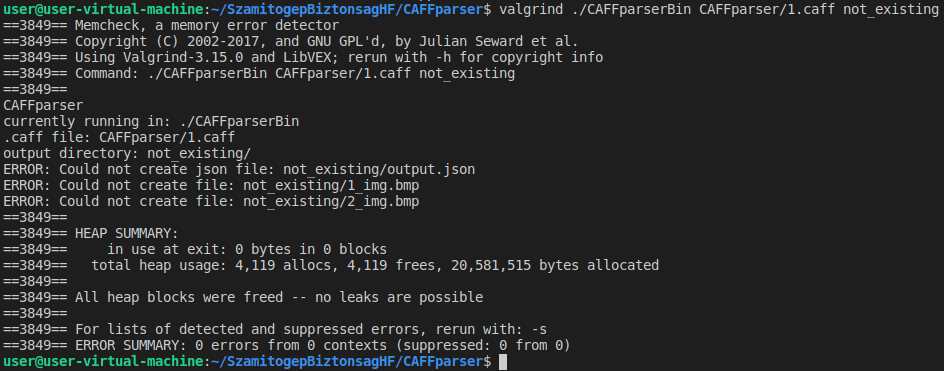 user@user-virtual-machine:~/SzamitogepBiztonsagHF/CAFFparser$ valgrind ./CAFFparserBin CAFFparser/1.caff not_existing
==3849== Memcheck, a memory error detector
==3849== Copyright (C) 2002-2017, and GNU GPL'd, by Julian Seward et al.
==3849== Using Valgrind-3.15.0 and LibVEX; rerun with -h for copyright info
==3849== Command: ./CAFFparserBin CAFFparser/1.caff not_existing
==3849==
CAFFparser
currently running in: ./CAFFparserBin
.caff file: CAFFparser/1.caff
output directory: not_existing/
ERROR: Could not create json file: not_existing/output.json
ERROR: Could not create file: not_existing/1_img.bmp
ERROR: Could not create file: not_existing/2_img.bmp
==3849==
==3849== HEAP SUMMARY:
==3849==     in use at exit: 0 bytes in 0 blocks
==3849==   total heap usage: 4,119 allocs, 4,119 frees, 20,581,515 bytes allocated
==3849==
==3849== All heap blocks were freed -- no leaks are possible
==3849==
==3849== For lists of detected and suppressed errors, rerun with: -s
==3849== ERROR SUMMARY: 0 errors from 0 contexts (suppressed: 0 from 0)
user@user-virtual-machine:~/SzamitogepBiztonsagHF/CAFFparser$